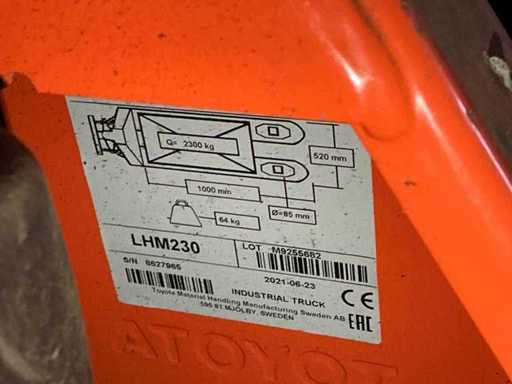 Q= 2300 kg
520 mm
1000 mm
64 kg
Ø=85 mm
LHM230
LOT M9255682
S/N 6627965
2021-06-23
INDUSTRIAL TRUCK
CE
Toyota Material Handling Manufacturing Sweden AB
595 81 MJÖLBY, SWEDEN
EAC
TOYOTA